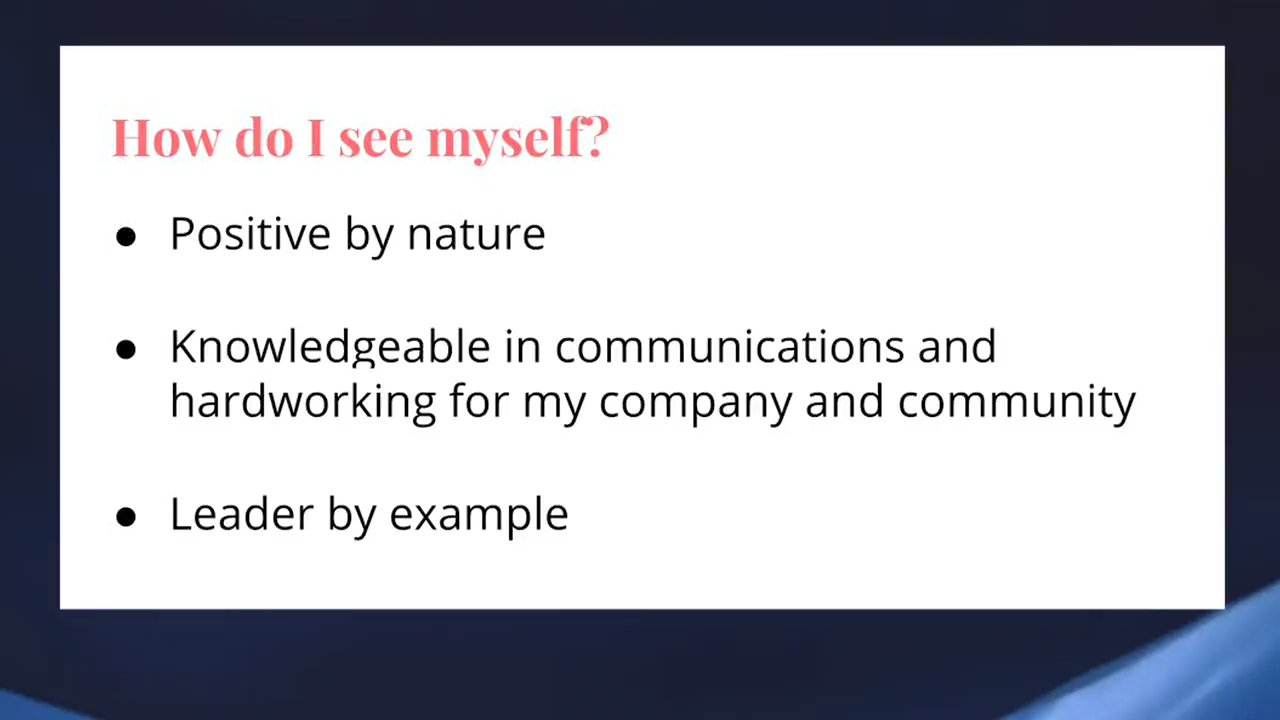 How do I see myself?
● Positive by nature
● Knowledgeable in communications and
hardworking for my company and community
● Leader by example